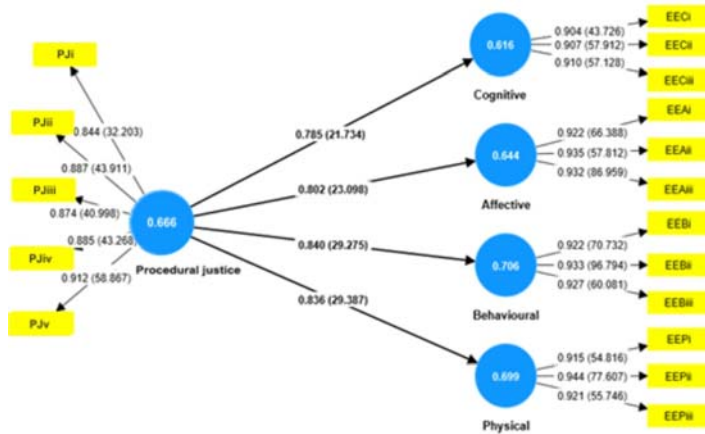 PJi
PJii
PJiii
PJiv
PJv
0.844 (32.203)
0.887 (43.911)
0.874 (40.998)
0.885 (43.268)
0.912 (58.867)
0.666
Procedural justice
0.785 (21.734)
0.802 (23.098)
0.840 (29.275)
0.836 (29.387)
0.616
Cognitive
0.904 (43.726)
0.907 (57.912)
0.910 (57.128)
EECi
EECii
EECiii
0.644
Affective
0.922 (66.388)
0.935 (57.812)
0.932 (86.959)
EEAi
EEAii
EEAiii
0.706
Behavioural
0.922 (70.732)
0.933 (96.794)
0.927 (60.081)
EEBi
EEBii
EEBiii
0.699
Physical
0.915 (54.816)
0.944 (77.607)
0.921 (55.746)
EEPi
EEPii
EEPiii